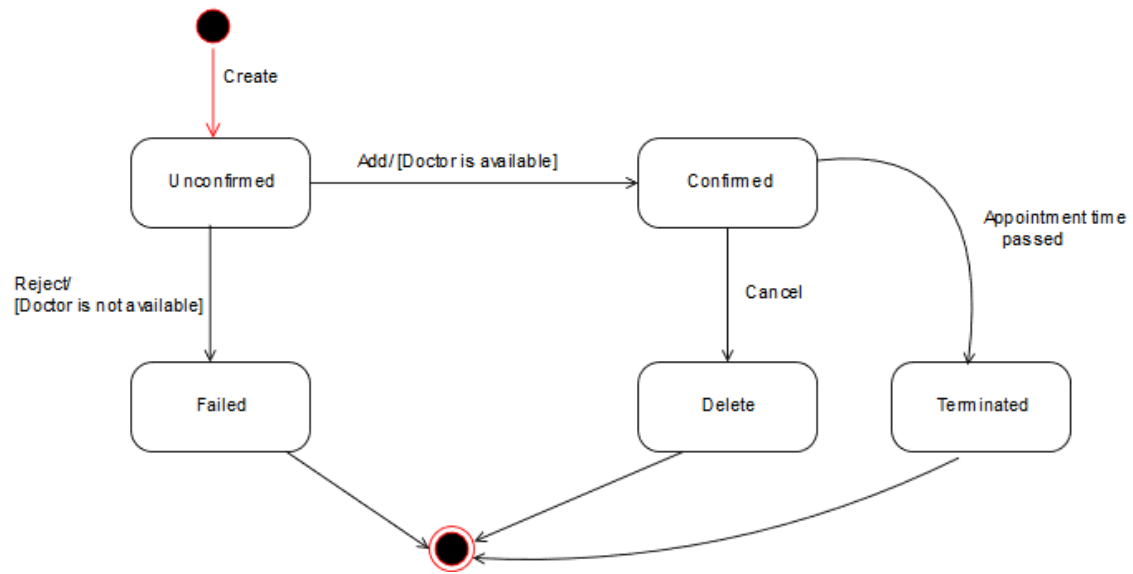 Create
Add/ [Doctor is available]
Unconfirmed
Confirmed
Appointment time
passed
Reject/
[Doctor is not available]
Cancel
Failed
Delete
Terminated